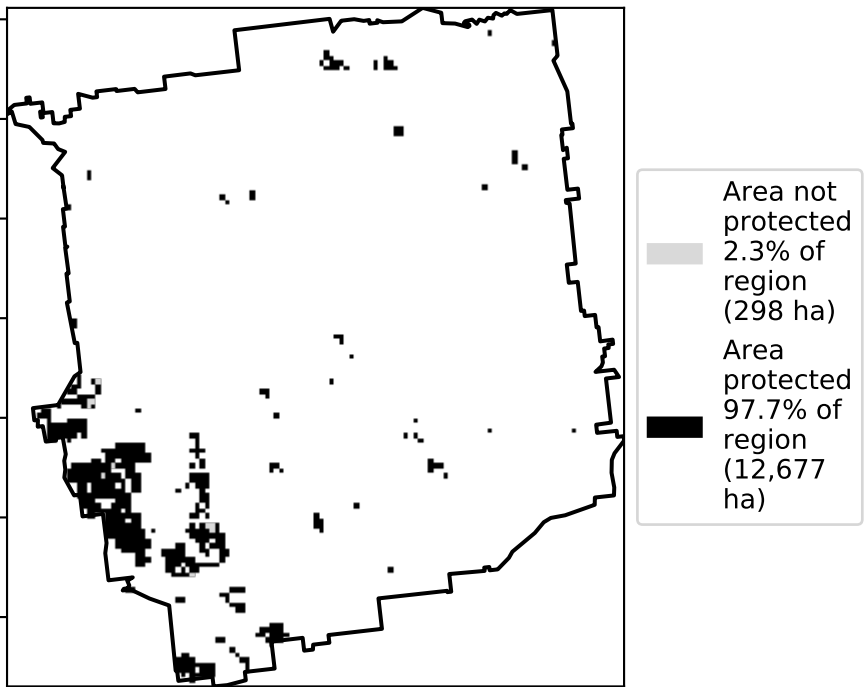 Area not
protected
2.3% of
region
(298 ha)
Area
protected
97.7% of
region
(12,677
ha)